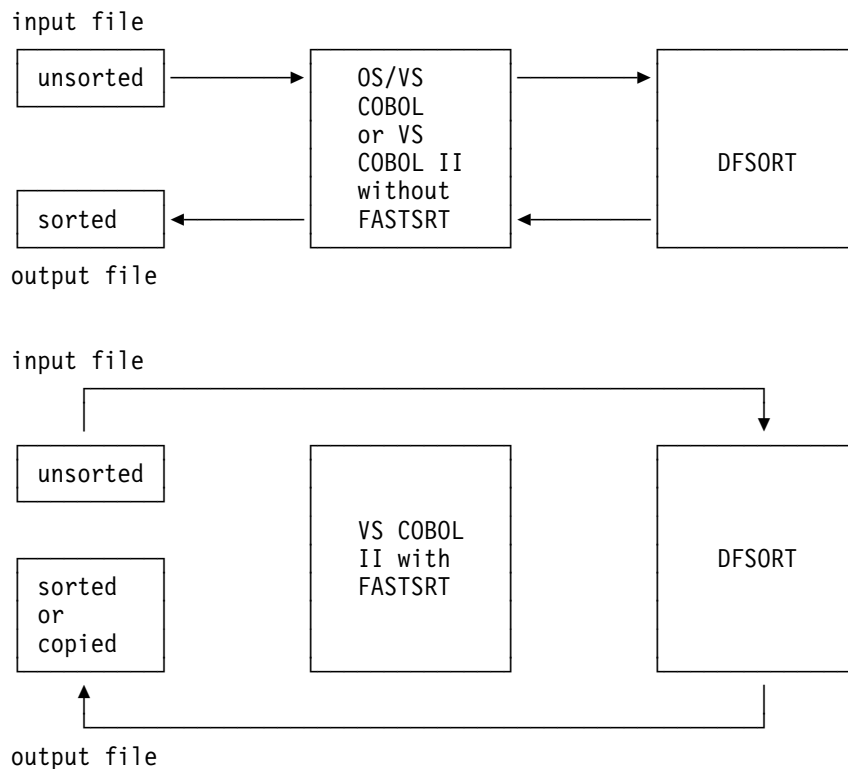 input file
unsorted
OS/VS
COBOL
or VS
COBOL II
without
FASTSRT
DFSORT
sorted
output file
input file
unsorted
VS COBOL
II with
FASTSRT
DFSORT
sorted
or
copied
output file